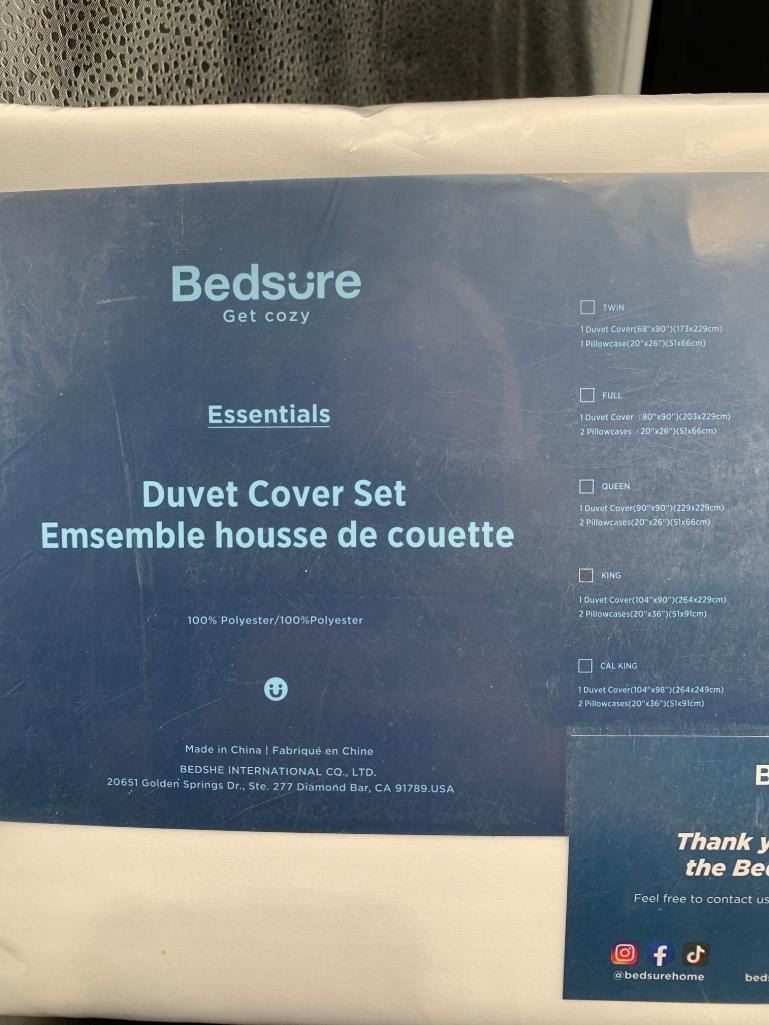 Bedsure
Get cozy
Essentials
Duvet Cover Set
Emsemble housse de couette
100% Polyester/100%Polyester
Made in China | Fabriqué en Chine
BEDSHE INTERNATIONAL CO., LTD.
20651 Golden Springs Dr., Ste. 277 Diamond Bar, CA 91789.USA
TWIN
1 Duvet Cover(68"x90")(173x229cm)
1 Pillowcase(20"x26")(51x66cm)
FULL
1 Duvet Cover (80"x90")(203x229cm)
2 Pillowcases (20"x26")(51x66cm)
QUEEN
1 Duvet Cover(90"x90")(229x229cm)
2 Pillowcases(20"x26")(51x66cm)
KING
1 Duvet Cover(104"x90")(264x229cm)
2 Pillowcases(20"x36")(51x91cm)
CAL KING
1 Duvet Cover(104"x98")(264x249cm)
2 Pillowcases(20"x36")(51x91cm)
B
Thank y
the Bed
Feel free to contact us
@bedsurehome
beds